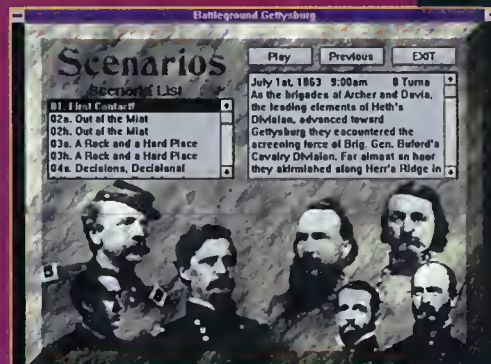 Battleground Gettysburg
Scenarios
Scenario List
01. First Contact!
02a. Out of the Mist
02h. Out of the Mist
03a. A Rock and a Hard Place
03h. A Rock and a Hard Place
04a. Decisions, Decisions!
Play Previous EXIT
July 1st, 1863 9:00am 8 Turns
As the brigades of Archer and Davis,
the leading elements of Heth's
Division, advanced toward
Gettysburg they encountered the
screening force of Brig. Gen. Buford's
Cavalry Division. For almost an hour
they skirmished along Herr's Ridge in